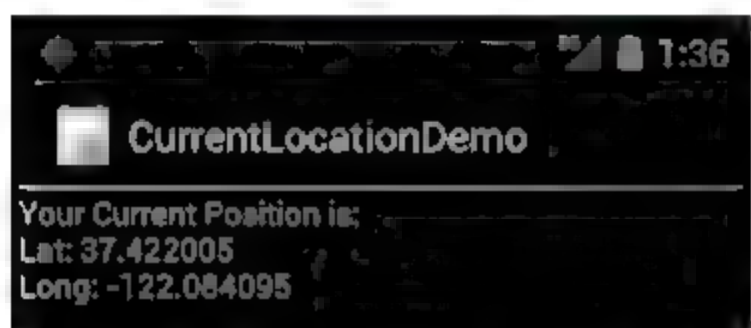 1:36
CurrentLocationDemo
Your Current Position is:
Lat: 37.422005
Long: -122.084095